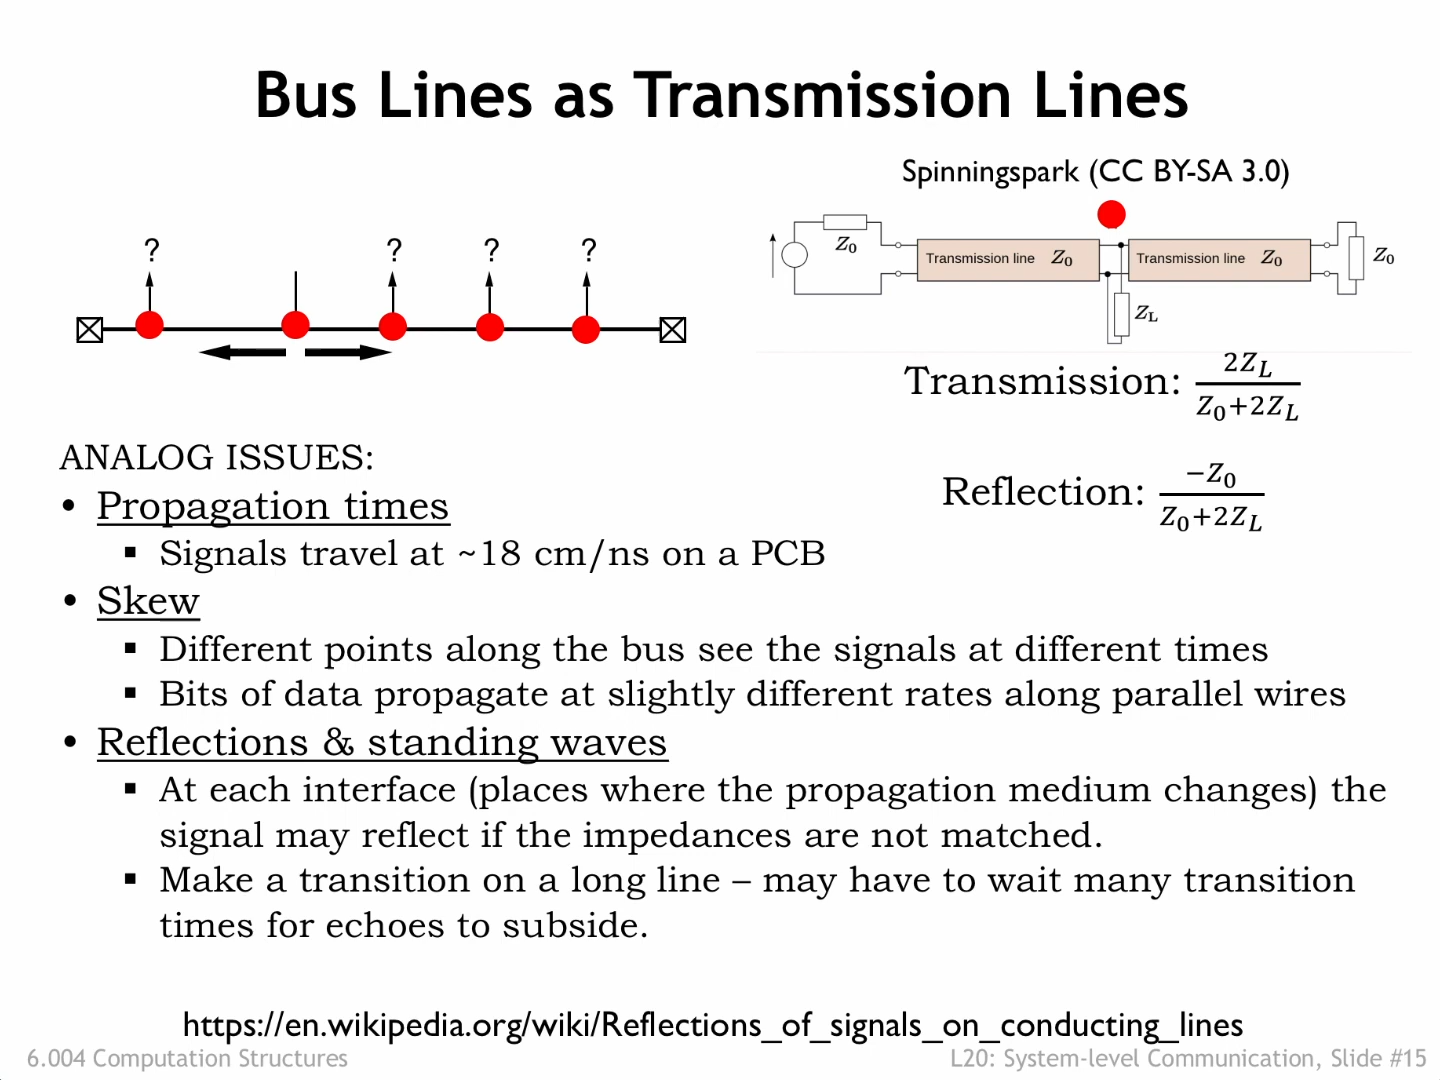 Bus Lines as Transmission Lines
Spinningspark (CC BY-SA 3.0)
? ? ? ? ?
Z0
Transmission line Z0
Transmission line Z0
Z0
ZL
Transmission: 2ZL / Z0+2ZL
Reflection: −Z0 / Z0+2ZL
ANALOG ISSUES:
• Propagation times
▪ Signals travel at ~18 cm/ns on a PCB
• Skew
▪ Different points along the bus see the signals at different times
▪ Bits of data propagate at slightly different rates along parallel wires
• Reflections & standing waves
▪ At each interface (places where the propagation medium changes) the
signal may reflect if the impedances are not matched.
▪ Make a transition on a long line – may have to wait many transition
times for echoes to subside.
https://en.wikipedia.org/wiki/Reflections_of_signals_on_conducting_lines
6.004 Computation Structures
L20: System-level Communication, Slide #15